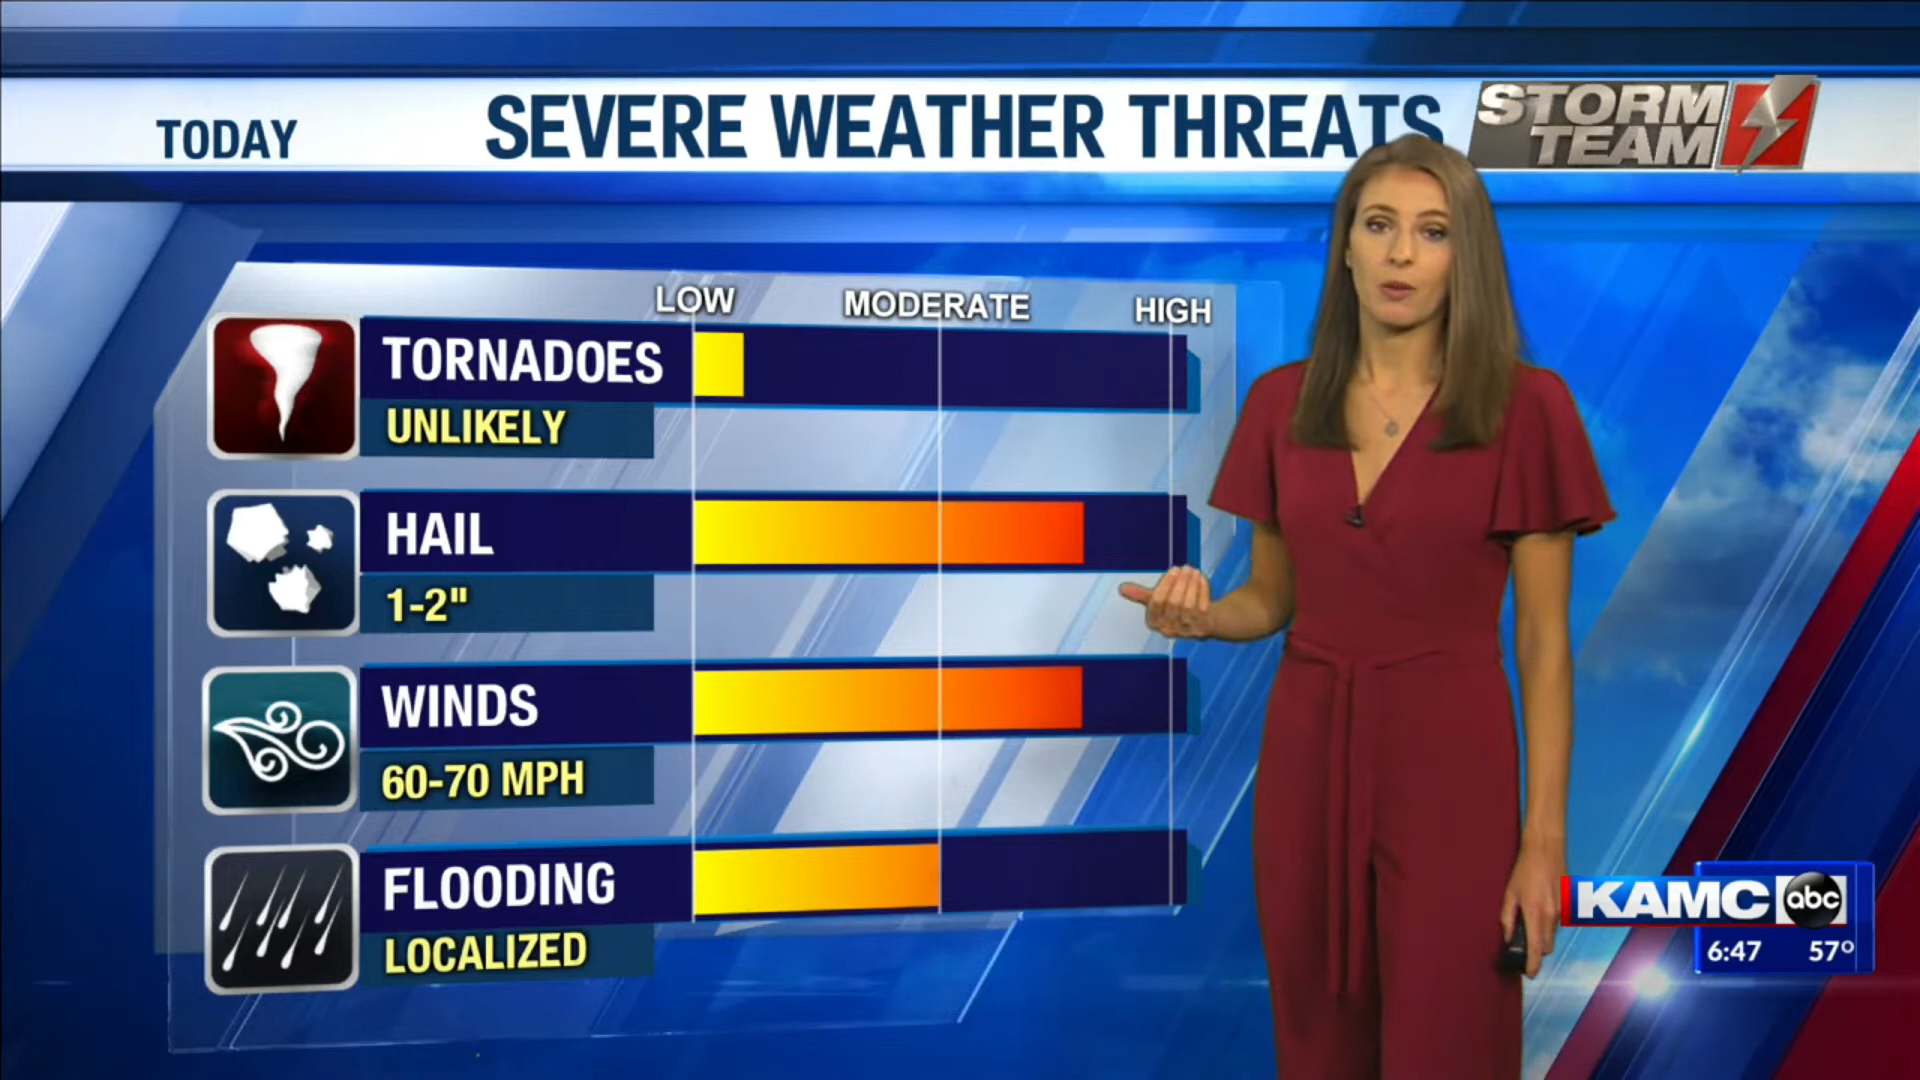 TODAY
SEVERE WEATHER THREATS
STORM
TEAM
LOW
MODERATE
HIGH
TORNADOES
UNLIKELY
HAIL
1-2"
WINDS
60-70 MPH
FLOODING
LOCALIZED
KAMC abc
6:47 57°